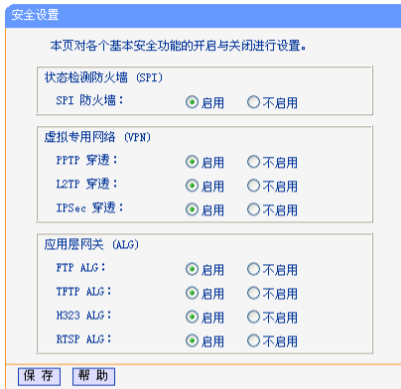 安全设置
本页对各个基本安全功能的开启与关闭进行设置。
状态检测防火墙 (SPI)
SPI 防火墙： 启用 不启用
虚拟专用网络 (VPN)
PPTP 穿透： 启用 不启用
L2TP 穿透： 启用 不启用
IPSec 穿透： 启用 不启用
应用层网关 (ALG)
FTP ALG： 启用 不启用
TFTP ALG： 启用 不启用
H323 ALG： 启用 不启用
RTSP ALG： 启用 不启用
保 存 帮 助